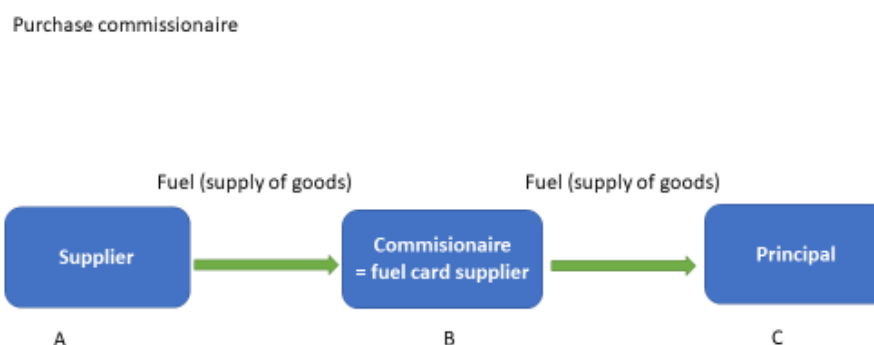 Purchase commissionaire
Fuel (supply of goods)
Fuel (supply of goods)
Supplier
Commisionaire
= fuel card supplier
Principal
A
B
C